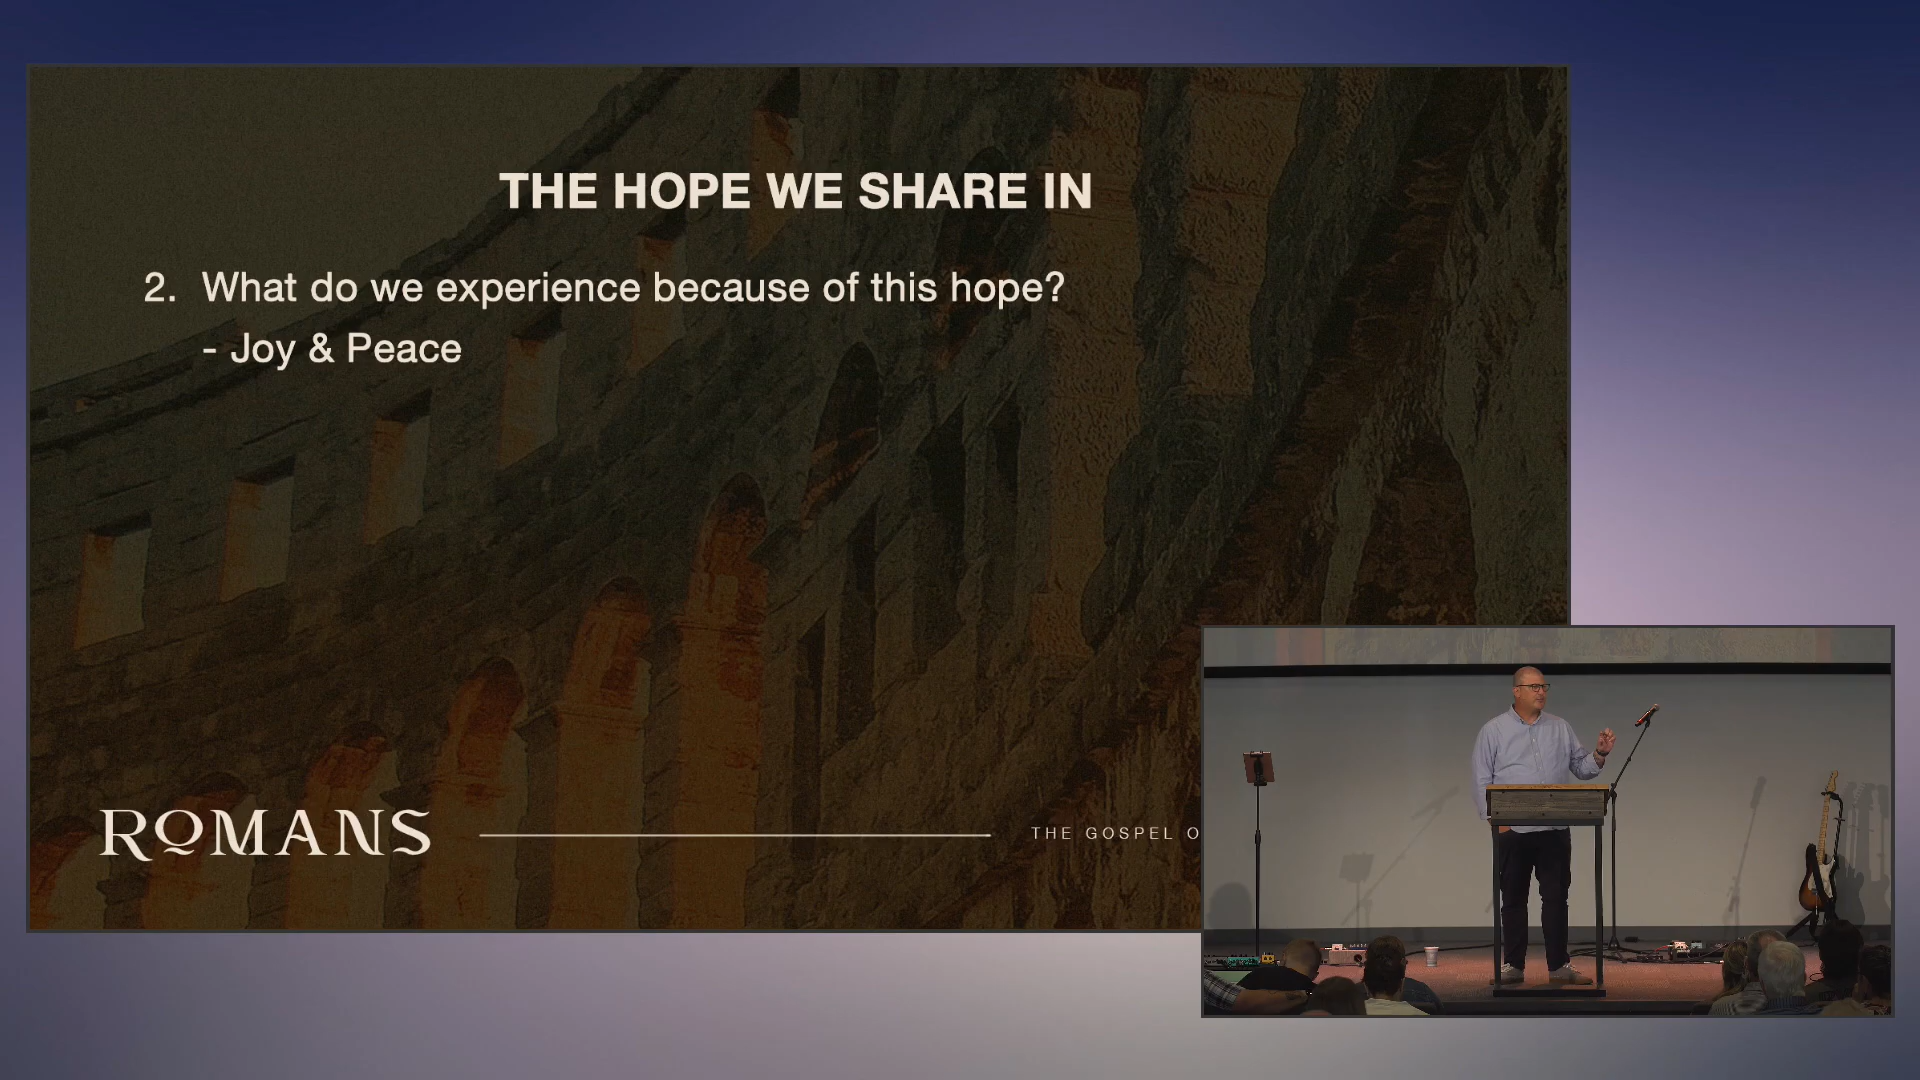 THE HOPE WE SHARE IN
2. What do we experience because of this hope?
- Joy & Peace
ROMANS
THE GOSPEL